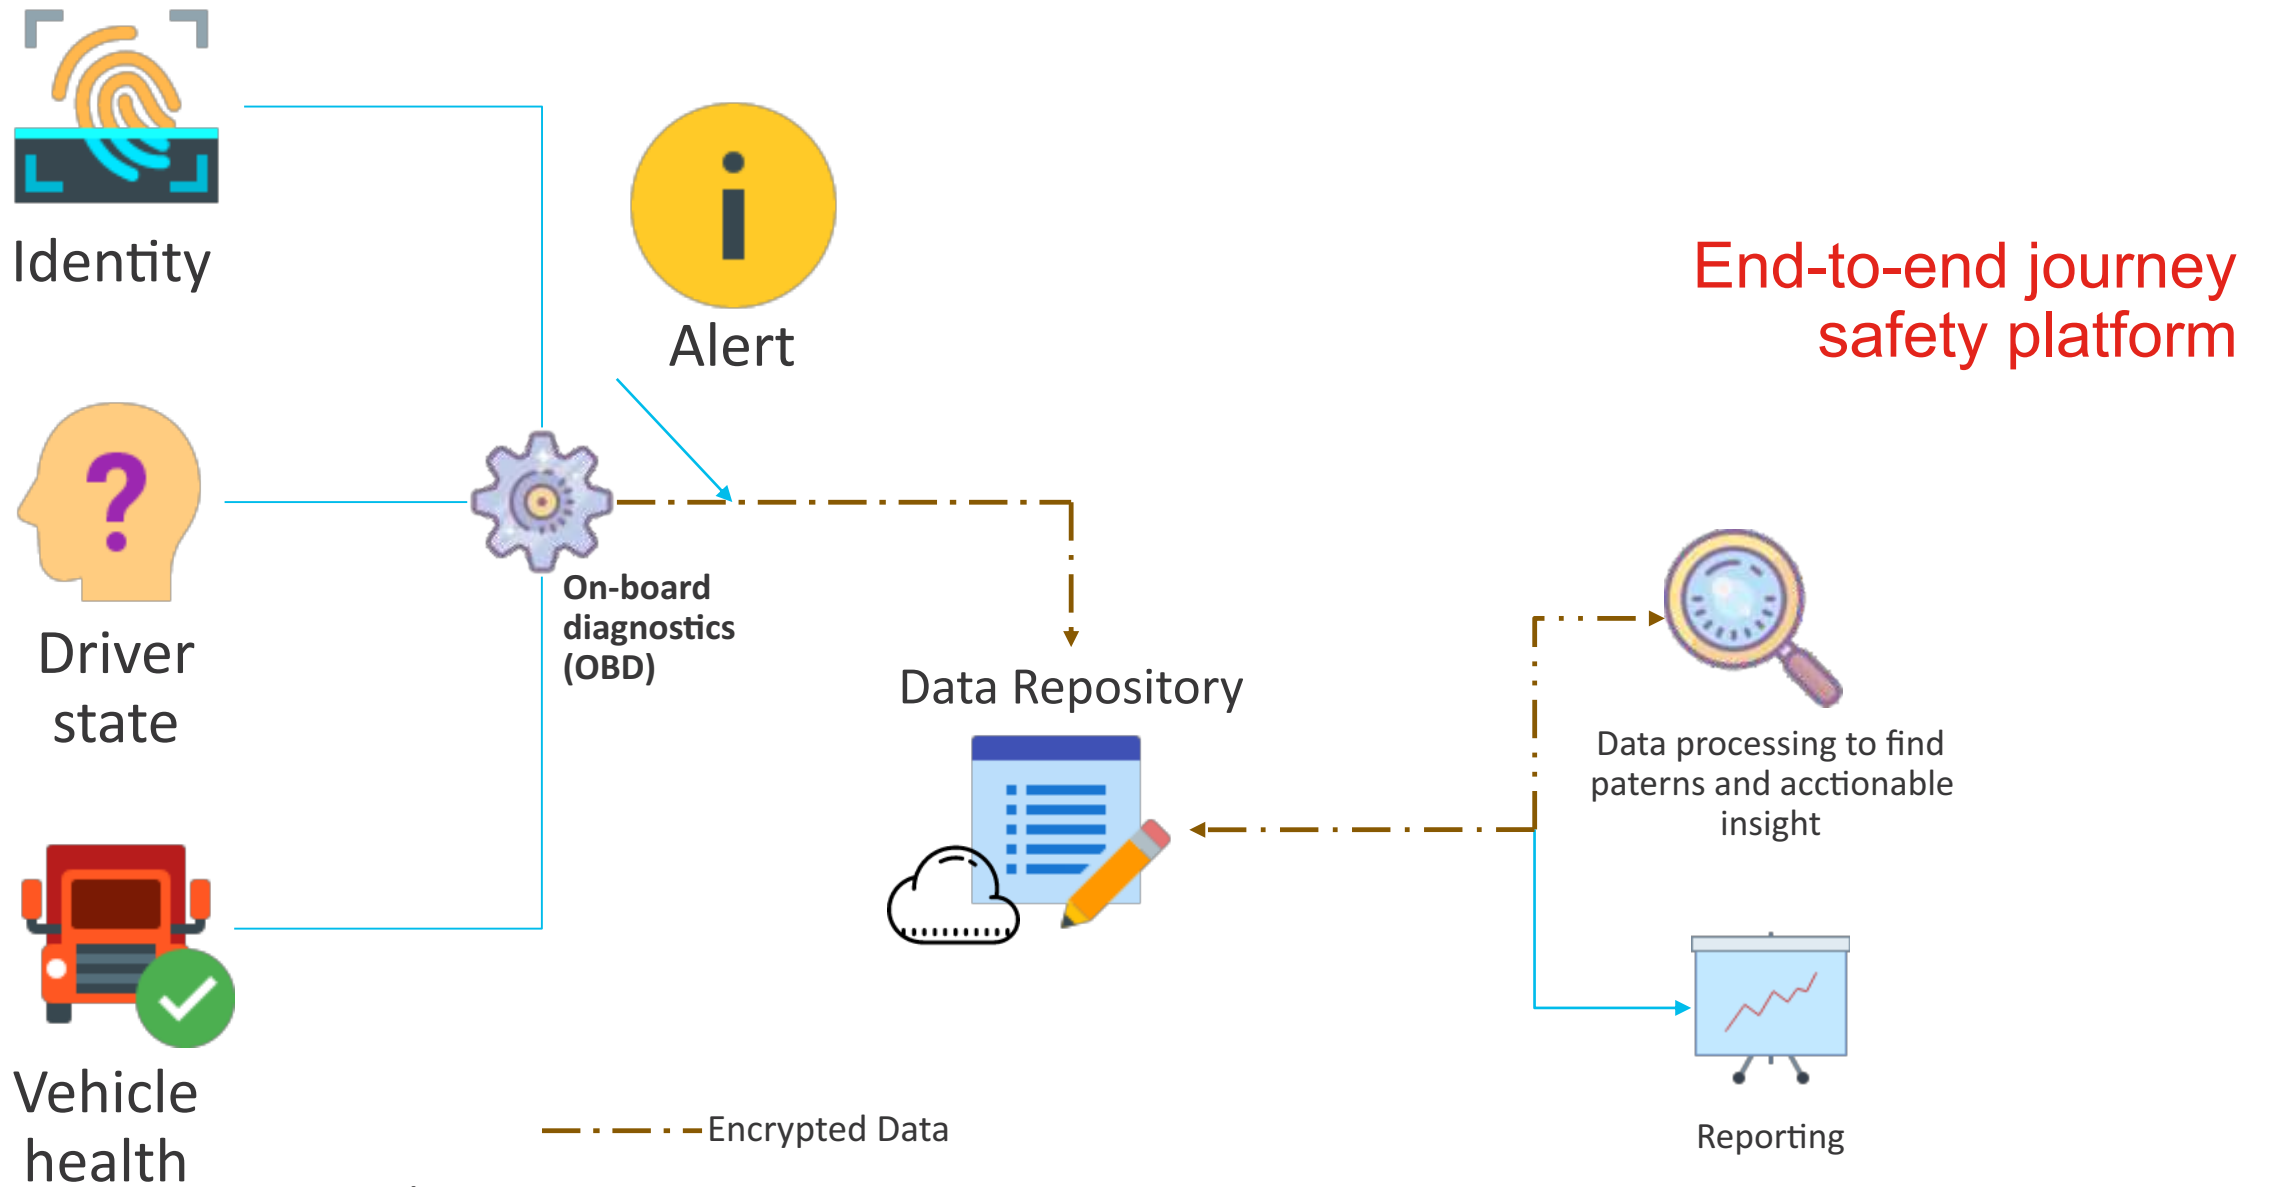 Identity
Alert
End-to-end journey
safety platform
Driver
state
On-board
diagnostics
(OBD)
Data Repository
Data processing to find
paterns and acctionable
insight
Vehicle
health
Encrypted Data
Reporting